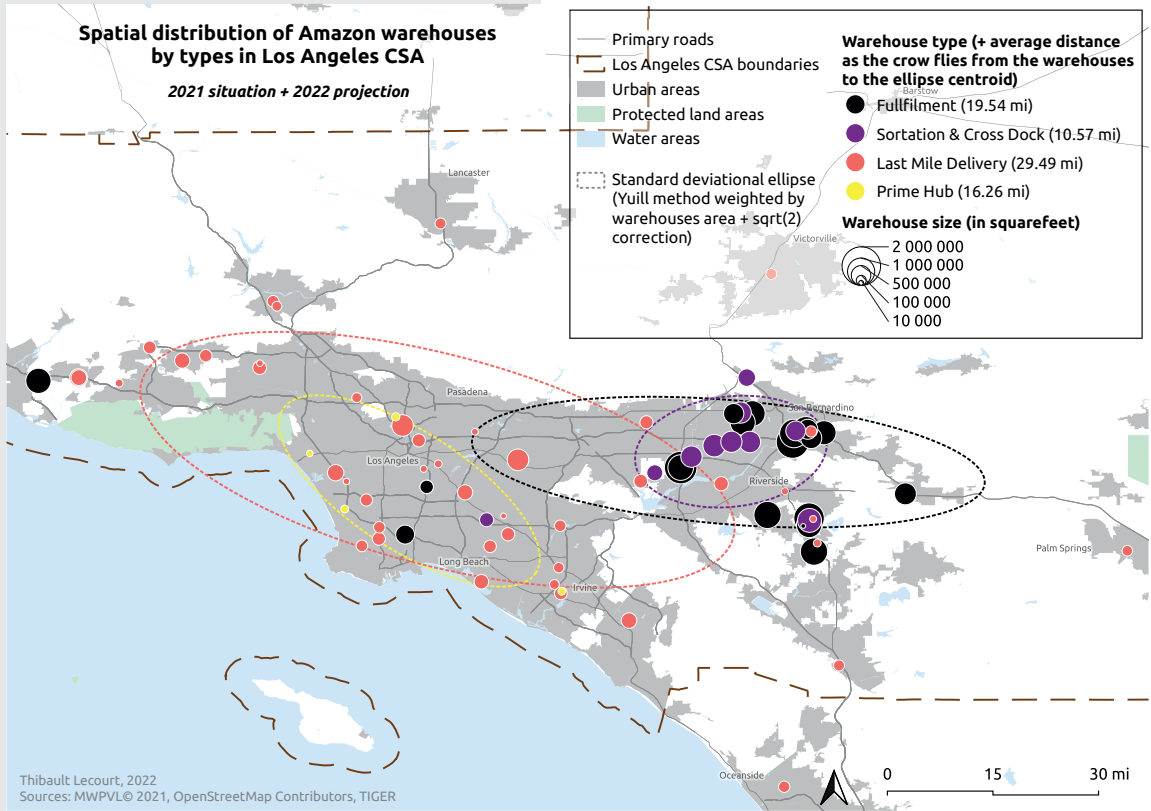 Spatial distribution of Amazon warehouses
by types in Los Angeles CSA
2021 situation + 2022 projection
Primary roads
Los Angeles CSA boundaries
Urban areas
Protected land areas
Water areas
Standard deviational ellipse
(Yuill method weighted by
warehouses area + sqrt(2)
correction)
Warehouse type (+ average distance
as the crow flies from the warehouses
to the ellipse centroid)
Barstow
Fullfilment (19.54 mi)
Sortation & Cross Dock (10.57 mi)
Last Mile Delivery (29.49 mi)
Prime Hub (16.26 mi)
Warehouse size (in squarefeet)
Victorville
2 000 000
1 000 000
500 000
100 000
10 000
Lancaster
Pasadena
San Bernardino
Los Angeles
Riverside
Long Beach
Palm Springs
Irvine
Oceanside
0 15 30 mi
Thibault Lecourt, 2022
Sources: MWPVL© 2021, OpenStreetMap Contributors, TIGER